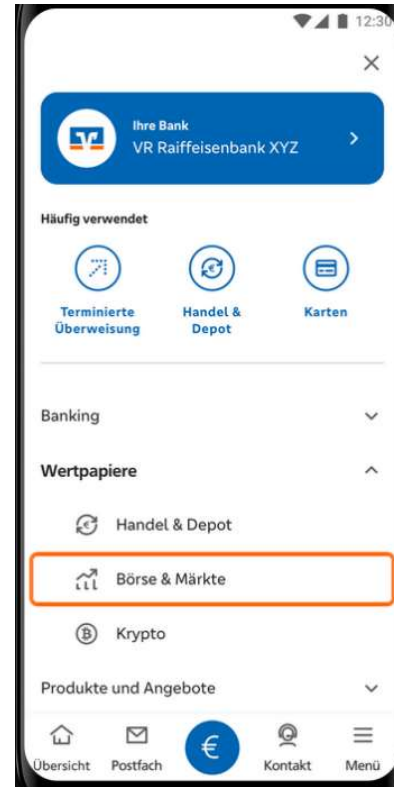 12:30
Ihre Bank
VR Raiffeisenbank XYZ
Häufig verwendet
Terminierte Überweisung
Handel & Depot
Karten
Banking
Wertpapiere
Handel & Depot
Börse & Märkte
Krypto
Produkte und Angebote
Übersicht Postfach € Kontakt Menü